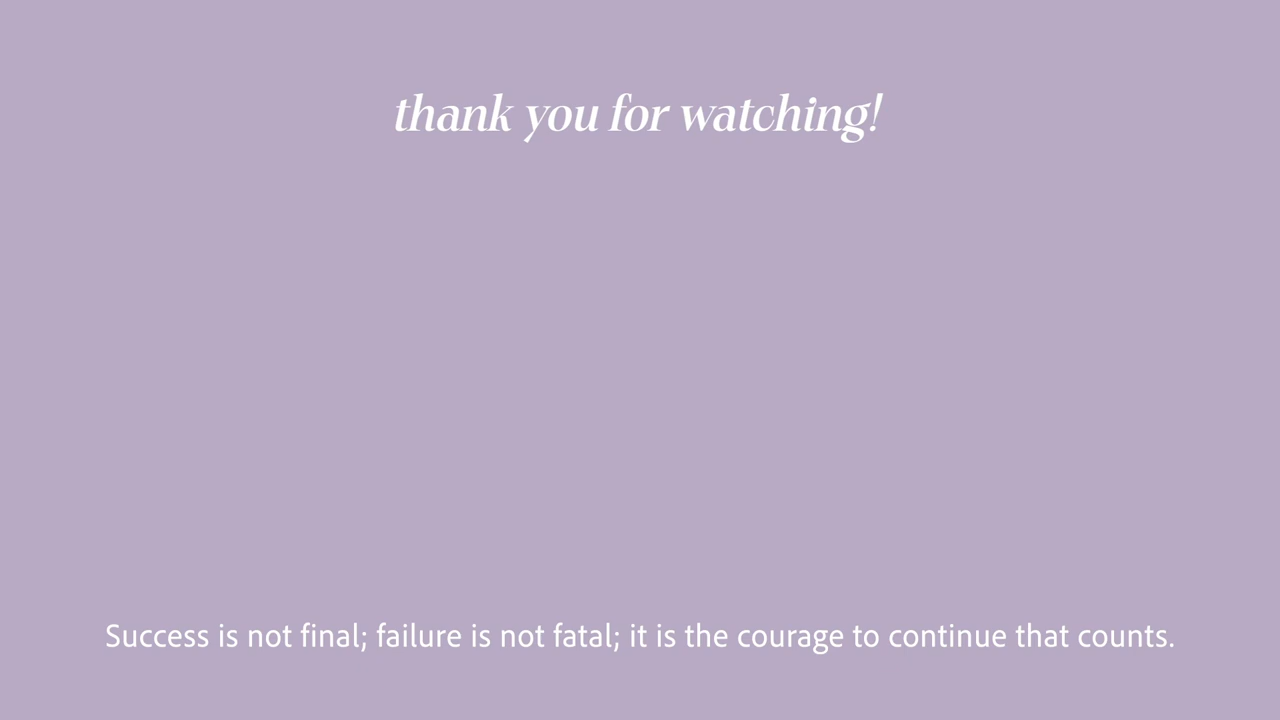 thank you for watching!
Success is not final; failure is not fatal; it is the courage to continue that counts.